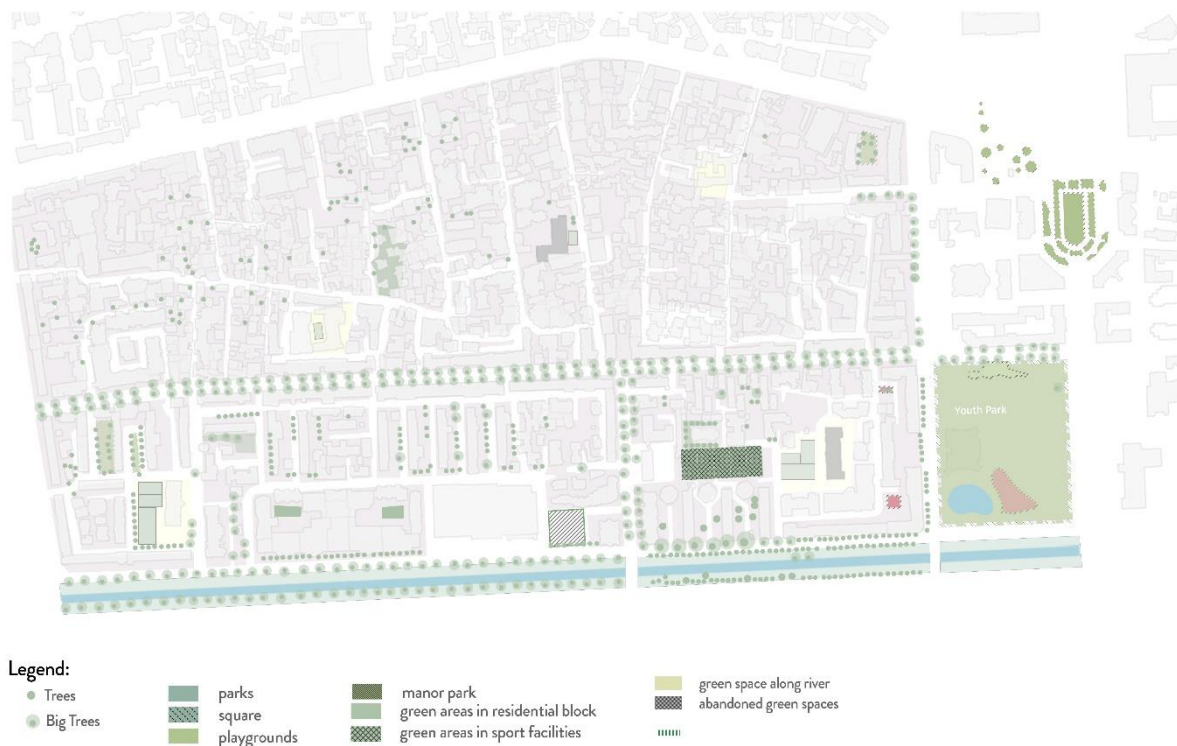 Youth Park
Legend:
Trees
Big Trees
parks
square
playgrounds
manor park
green areas in residential block
green areas in sport facilities
green space along river
abandoned green spaces